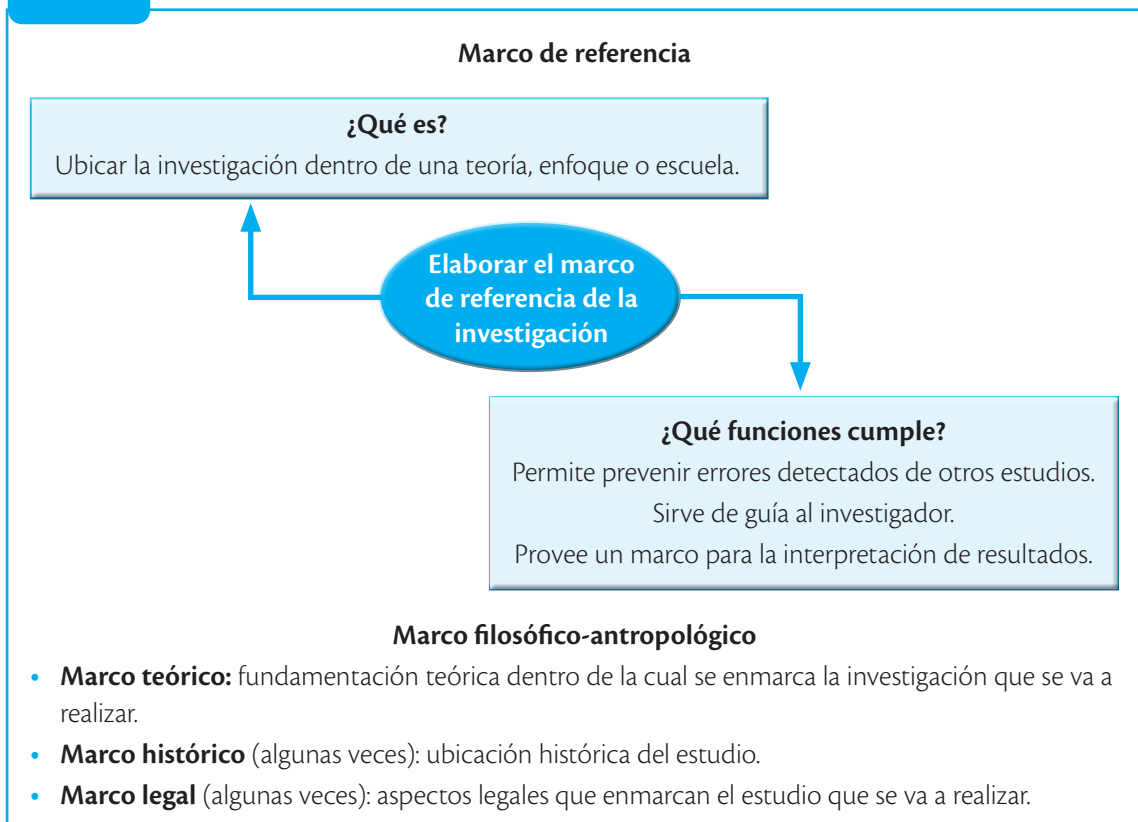 Marco de referencia
¿Qué es?
Ubicar la investigación dentro de una teoría, enfoque o escuela.
Elaborar el marco
de referencia de la
investigación
¿Qué funciones cumple?
Permite prevenir errores detectados de otros estudios.
Sirve de guía al investigador.
Provee un marco para la interpretación de resultados.
Marco filosófico-antropológico
• Marco teórico: fundamentación teórica dentro de la cual se enmarca la investigación que se va a
realizar.
• Marco histórico (algunas veces): ubicación histórica del estudio.
• Marco legal (algunas veces): aspectos legales que enmarcan el estudio que se va a realizar.